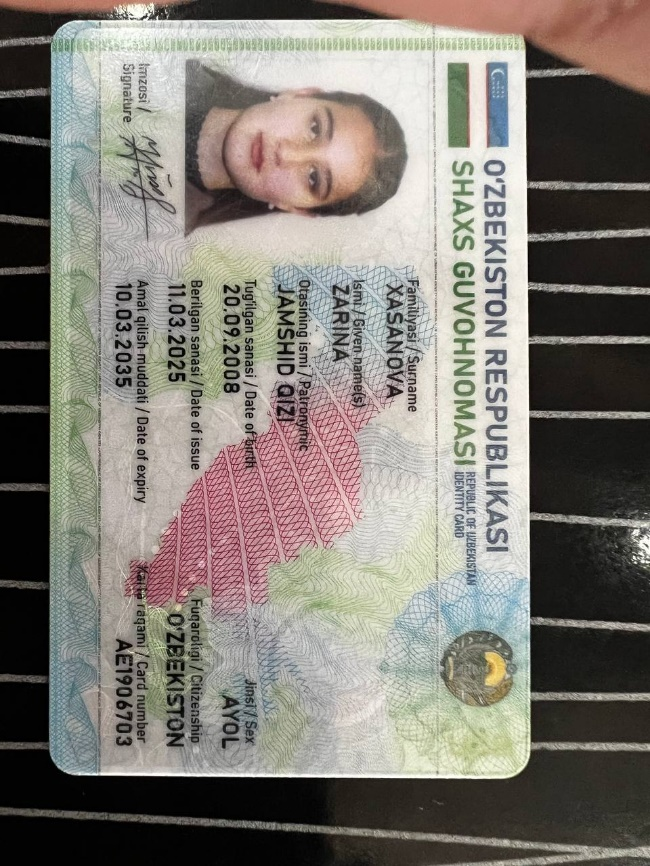 O‘ZBEKISTON RESPUBLIKASI
SHAXS GUVOHNOMASI
REPUBLIC OF UZBEKISTAN
IDENTITY CARD
Familiyasi / Surname
XASANOVA
Ismi / Given name(s)
ZARINA
Otasining ismi / Patronymic
JAMSHID QIZI
Tug‘ilgan sanasi / Date of birth
20.09.2008
Jinsi / Sex
AYOL
Berilgan sanasi / Date of issue
11.03.2025
Fuqaroligi / Citizenship
O‘ZBEKISTON
Amal qilish muddati / Date of expiry
10.03.2035
Karta raqami / Card number
AE1906703
Imzosi /
Signature